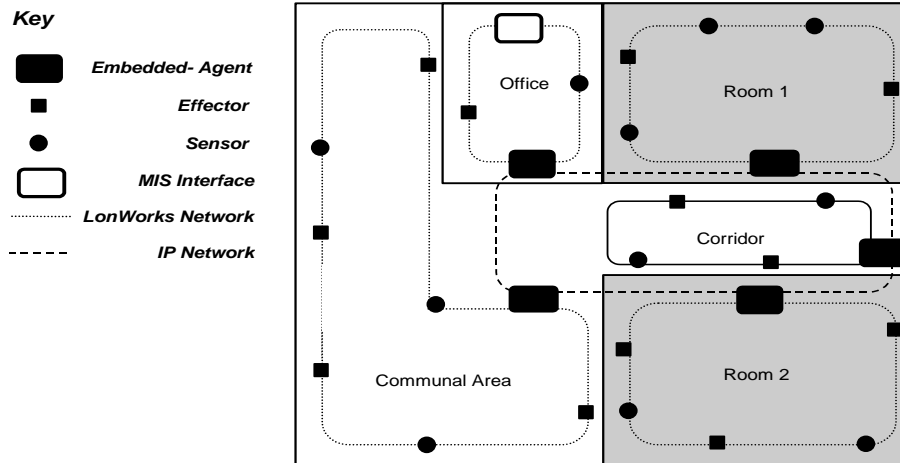 Key
Embedded- Agent
Effector
Sensor
MIS Interface
LonWorks Network
IP Network
Office
Room 1
Corridor
Communal Area
Room 2